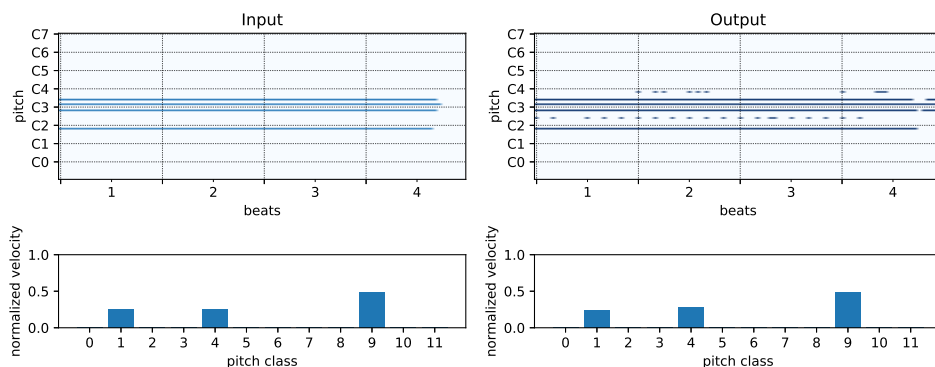 Input
Output
C7
C6
C5
C4
C3
C2
C1
C0
pitch
1 2 3 4
beats
C7
C6
C5
C4
C3
C2
C1
C0
pitch
1 2 3 4
beats
1.0
0.5
0.0
normalized velocity
0 1 2 3 4 5 6 7 8 9 10 11
pitch class
1.0
0.5
0.0
normalized velocity
0 1 2 3 4 5 6 7 8 9 10 11
pitch class